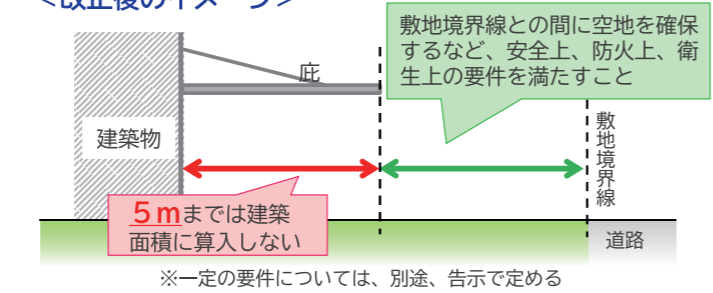 ＜改正後のイメージ＞
敷地境界線との間に空地を確保
するなど、安全上、防火上、衛
生上の要件を満たすこと
庇
建築物
敷地境界線
５ｍまでは建築
面積に算入しない
道路
※一定の要件については、別途、告示で定める